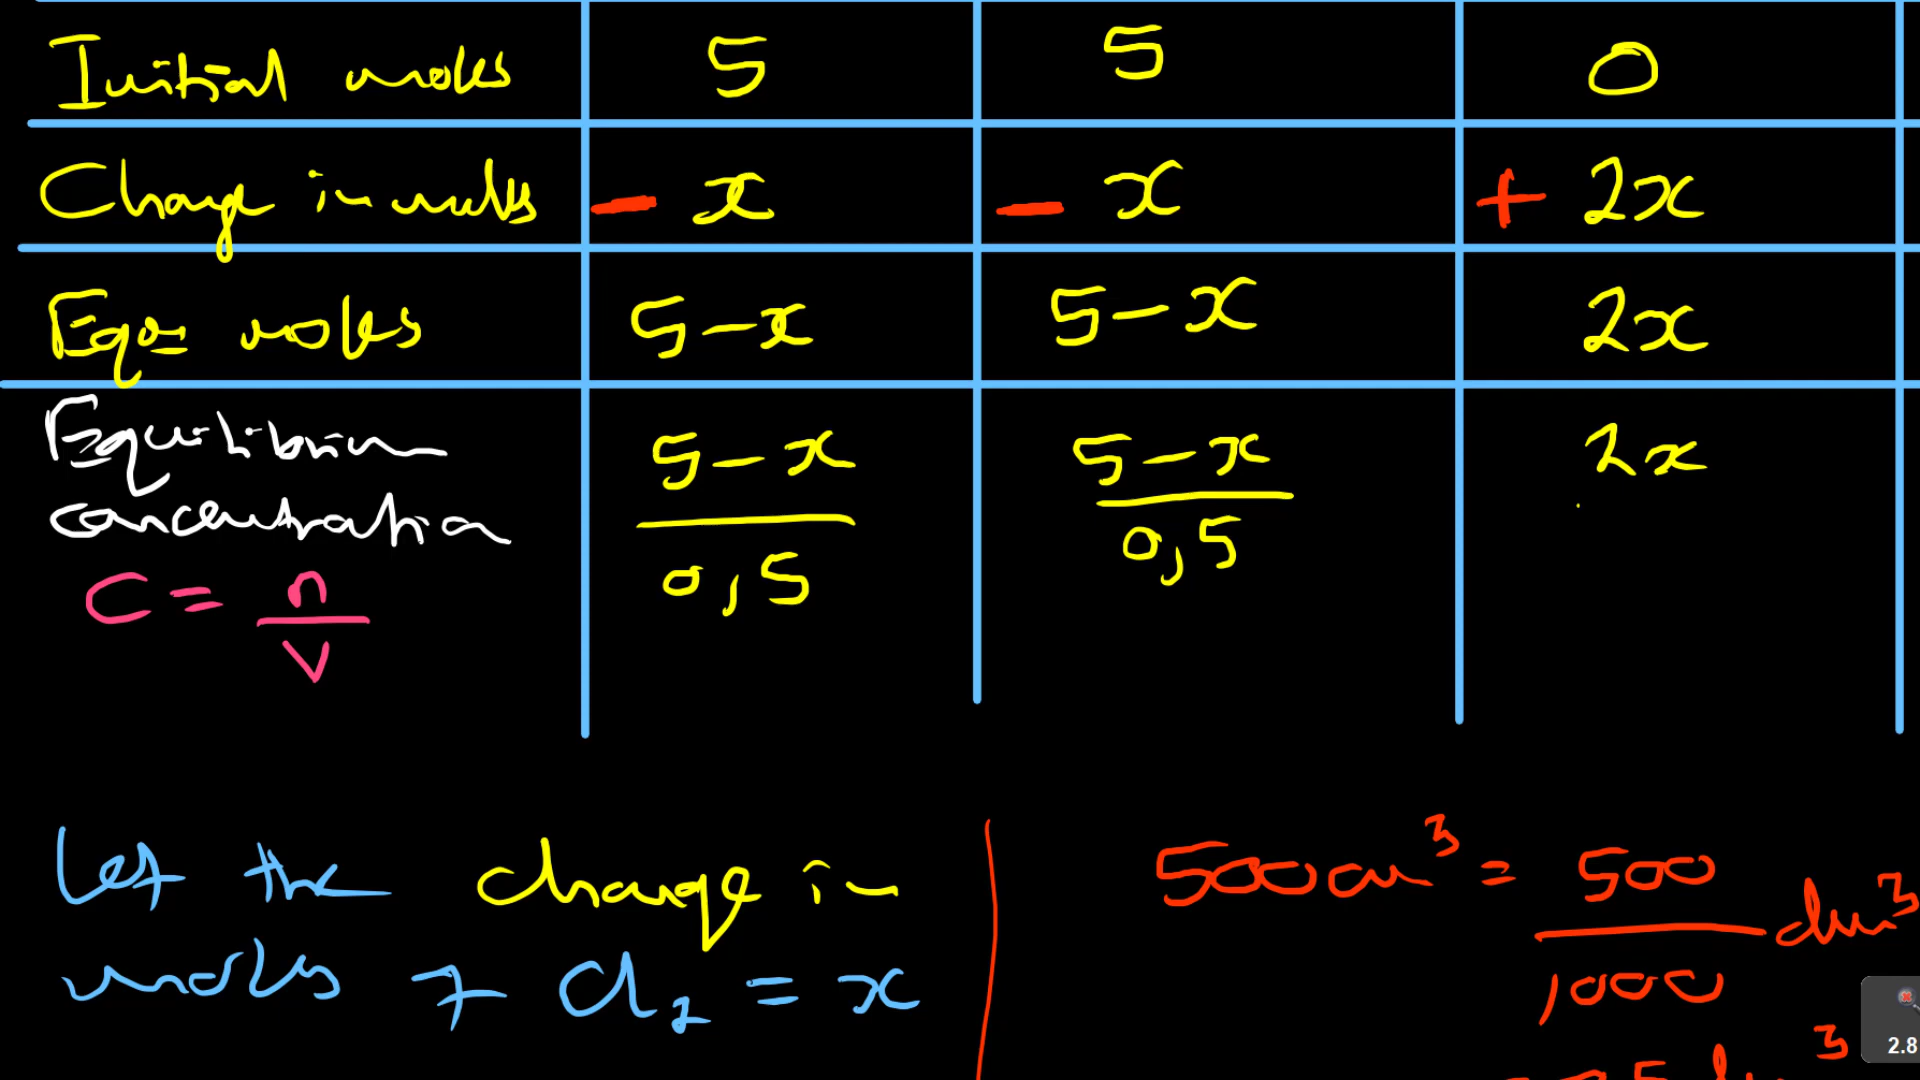 Initial moles 5 5 0
Change in moles - x - x + 2x
Eqm moles 5-x 5-x 2x
Equilibrium concentration 5-x/0,5 5-x/0,5 2x
C = n/V
Let the change in
moles of Cl₂ = x
500cm³ = 500/1000 dm³
2.8